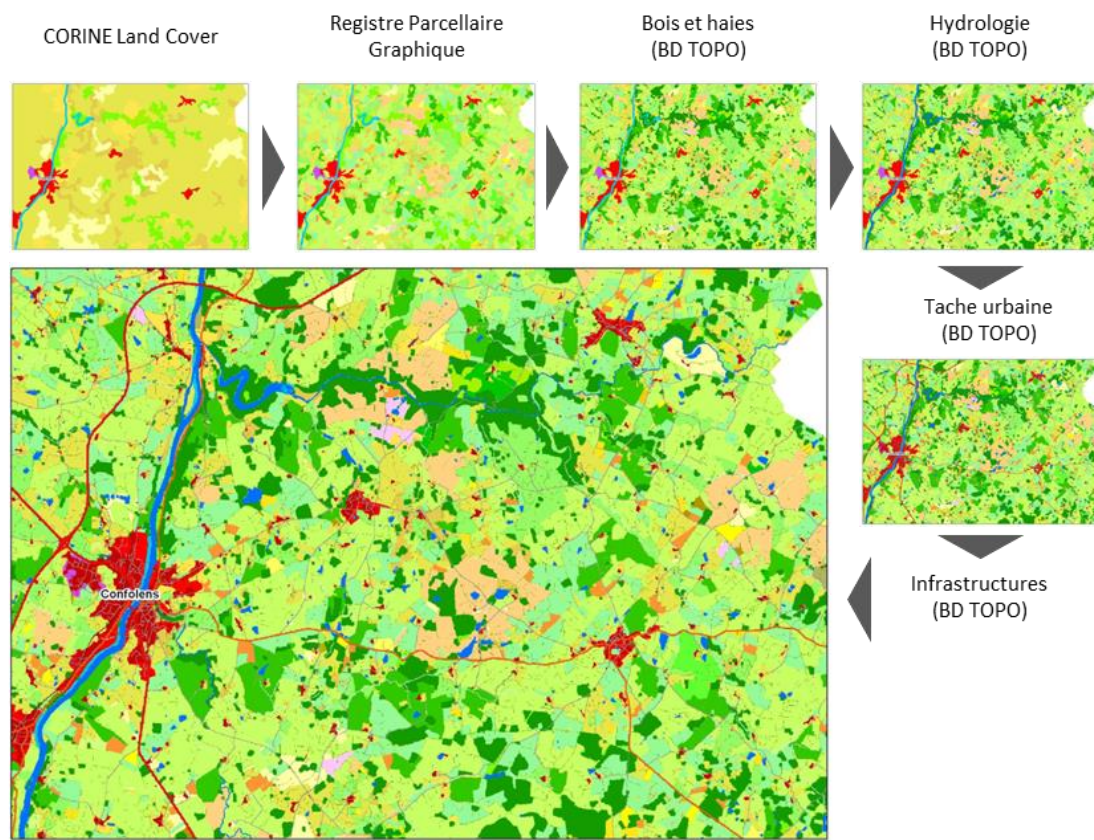 CORINE Land Cover
Registre Parcellaire
Graphique
Bois et haies
(BD TOPO)
Hydrologie
(BD TOPO)
Tache urbaine
(BD TOPO)
Infrastructures
(BD TOPO)
Confolens